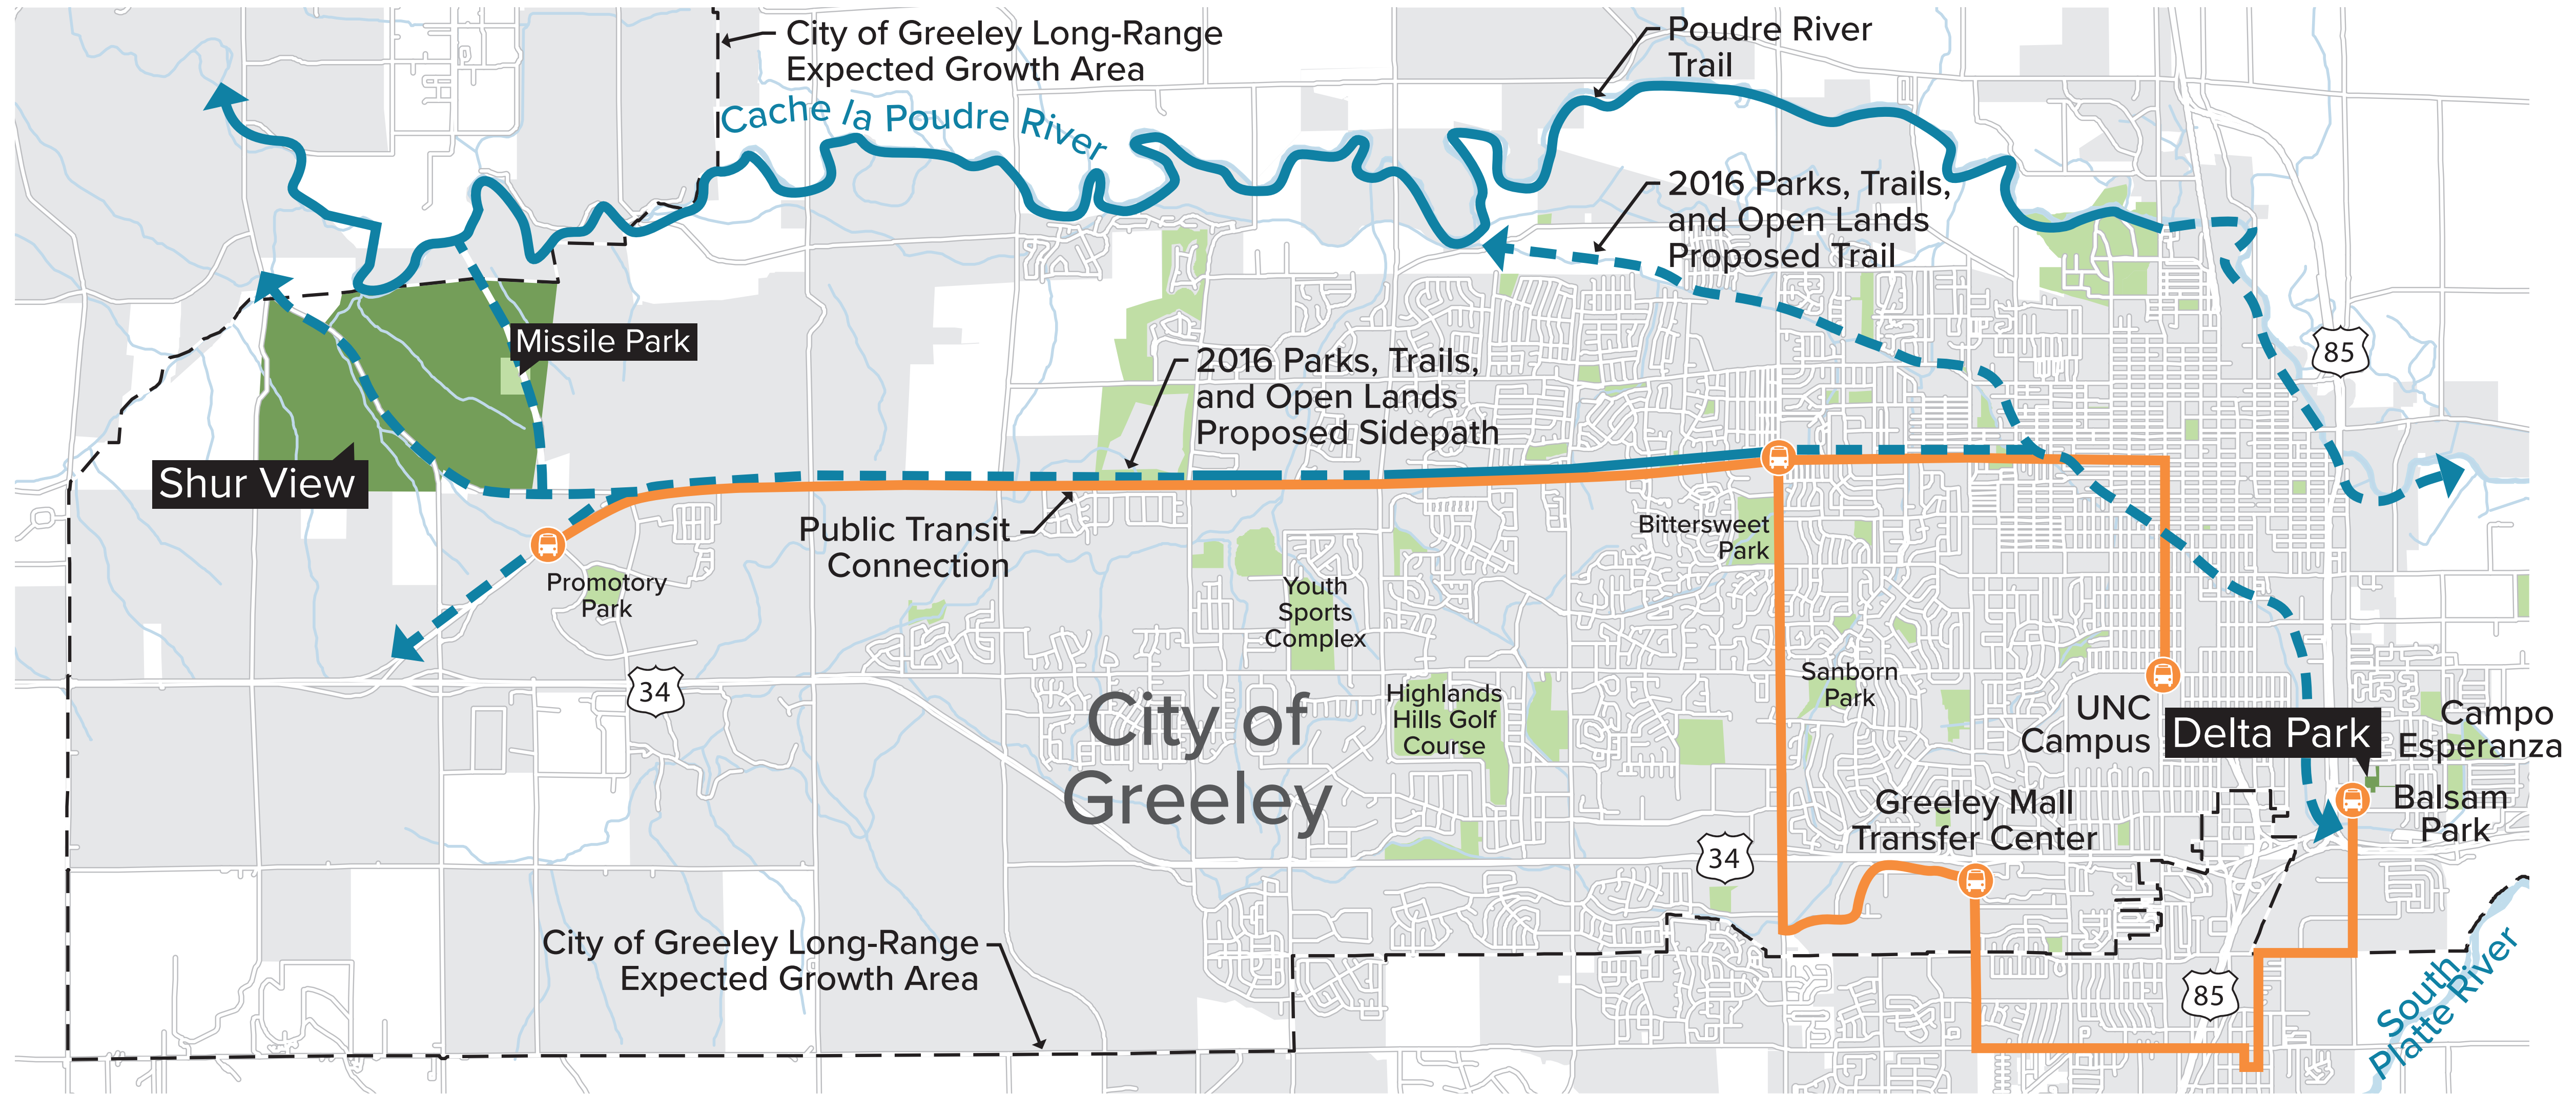 City of Greeley Long-Range
Expected Growth Area
Poudre River
Trail
Cache la Poudre River
2016 Parks, Trails,
and Open Lands
Proposed Trail
Missile Park
85
2016 Parks, Trails,
and Open Lands
Proposed Sidepath
Shur View
Public Transit
Connection
Bittersweet
Park
Promotory
Park
Youth
Sports
Complex
34
Sanborn
Park
Highlands
Hills Golf
Course
City of
Greeley
UNC
Campus
Delta Park
Campo
Esperanza
Greeley Mall
Transfer Center
Balsam
Park
34
City of Greeley Long-Range
Expected Growth Area
85
South
Platte River